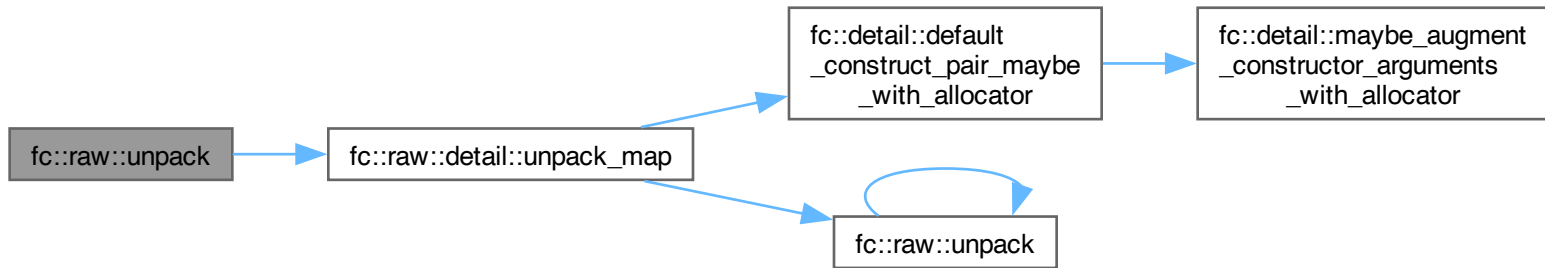 fc::raw::unpack
fc::raw::detail::unpack_map
fc::detail::default
_construct_pair_maybe
_with_allocator
fc::detail::maybe_augment
_constructor_arguments
_with_allocator
fc::raw::unpack